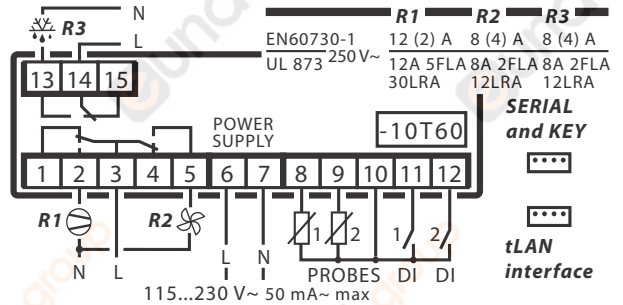 N
R3
L
R1 R2 R3
EN60730-1 250 V~ 12 (2) A 8 (4) A 8 (4) A
UL 873 12A 5FLA 8A 2FLA 8A 2FLA
30LRA 12LRA 12LRA
13 14 15
SERIAL
and KEY
POWER
SUPPLY
-10T60
1 2 3 4 5 6 7 8 9 10 11 12
R1 R2 1 2 1 2
tLAN
interface
N L L N PROBES DI DI
115...230 V~ 50 mA~ max